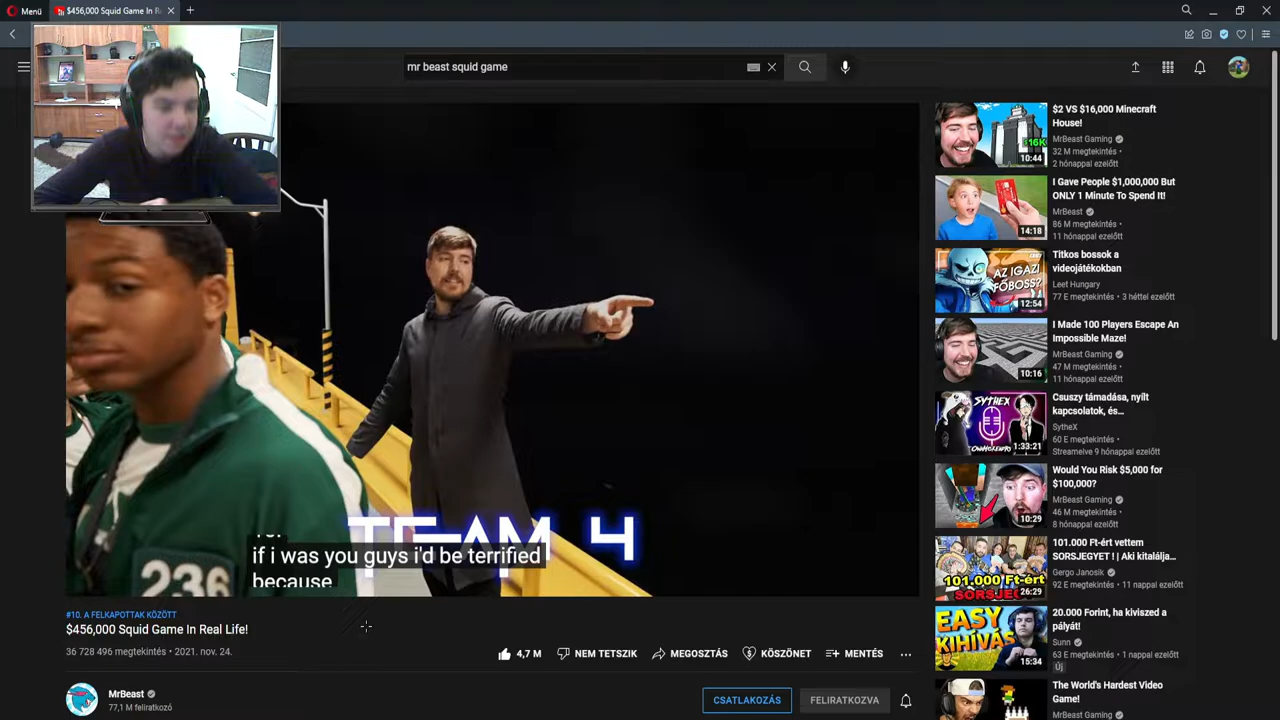 Menü
$456,000 Squid Game In R
mr beast squid game
TEAM 4
if i was you guys i'd be terrified
because
236
#10. A FELKAPOTTAK KÖZÖTT
$456,000 Squid Game In Real Life!
36 728 496 megtekintés • 2021. nov. 24.
4,7 M
NEM TETSZIK
MEGOSZTÁS
KÖSZÖNET
MENTÉS
MrBeast
77,1 M feliratkozó
CSATLAKOZÁS
FELIRATKOZVA
$16K
10:44
$2 VS $16,000 Minecraft
House!
MrBeast Gaming
32 M megtekintés •
2 hónappal ezelőtt
14:18
I Gave People $1,000,000 But
ONLY 1 Minute To Spend It!
MrBeast
86 M megtekintés •
11 hónappal ezelőtt
AZ IGAZI
FŐBOSS?
12:54
Titkos bossok a
videojátékokban
Leet Hungary
77 E megtekintés • 3 héttel ezelőtt
10:16
I Made 100 Players Escape An
Impossible Maze!
MrBeast Gaming
47 M megtekintés •
11 hónappal ezelőtt
SYTHEX
1:33:21
Csuszy támadása, nyílt
kapcsolatok, és...
SytheX
60 E megtekintés •
Streameive 9 hónappal ezelőtt
10:29
Would You Risk $5,000 for
$100,000?
MrBeast Gaming
46 M megtekintés •
8 hónappal ezelőtt
101.000 Ft-ért
SORSJEG
26:29
101.000 Ft-ért vettem
SORSJEGYET ! | Aki kitalálja...
Gergo Janosik
92 E megtekintés • 11 nappal ezelőtt
EASY
KIHÍVÁS
15:34
20.000 Forint, ha kiviszed a
pályát!
Sunn
63 E megtekintés • 1 nappal ezelőtt
Új
The World's Hardest Video
Game!
MrBeast Gaming